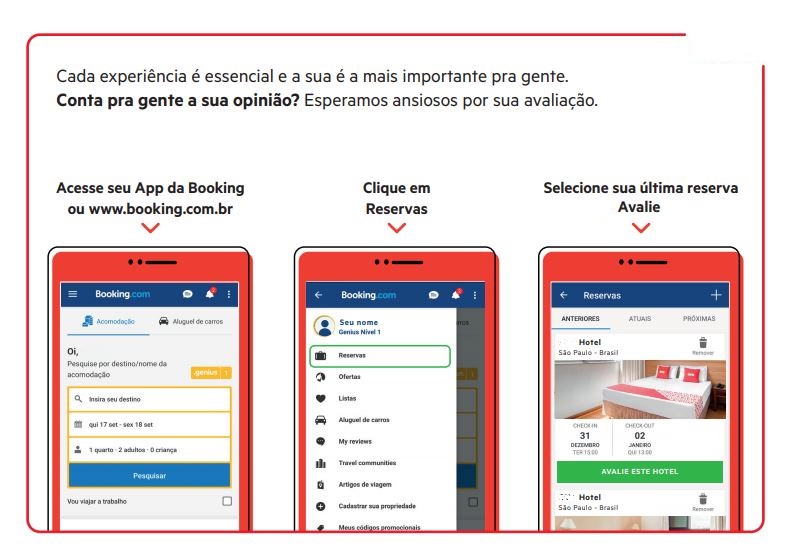 Cada experiência é essencial e a sua é a mais importante pra gente.
Conta pra gente a sua opinião? Esperamos ansiosos por sua avaliação.
Acesse seu App da Booking
ou www.booking.com.br
Clique em
Reservas
Selecione sua última reserva
Avalie
Booking.com
2
Acomodação
Aluguel de carros
Oi,
Pesquise por destino/nome da
acomodação
.genius 1
Insira seu destino
qui 17 set - sex 18 set
1 quarto · 2 adultos · 0 criança
Pesquisar
Vou viajar a trabalho
Booking.com
2
Seu nome
Genius Nível 1
Reservas
Ofertas
Listas
Aluguel de carros
My reviews
Travel communities
Artigos de viagem
Cadastrar sua propriedade
Meus códigos promocionais
Reservas
ANTERIORES
ATUAIS
PRÓXIMAS
Hotel
São Paulo - Brasil
Remover
CHECK-IN
31
DEZEMBRO
TER 15:00
CHECK-OUT
02
JANEIRO
QUI 13:00
AVALIE ESTE HOTEL
Hotel
São Paulo - Brasil
Remover